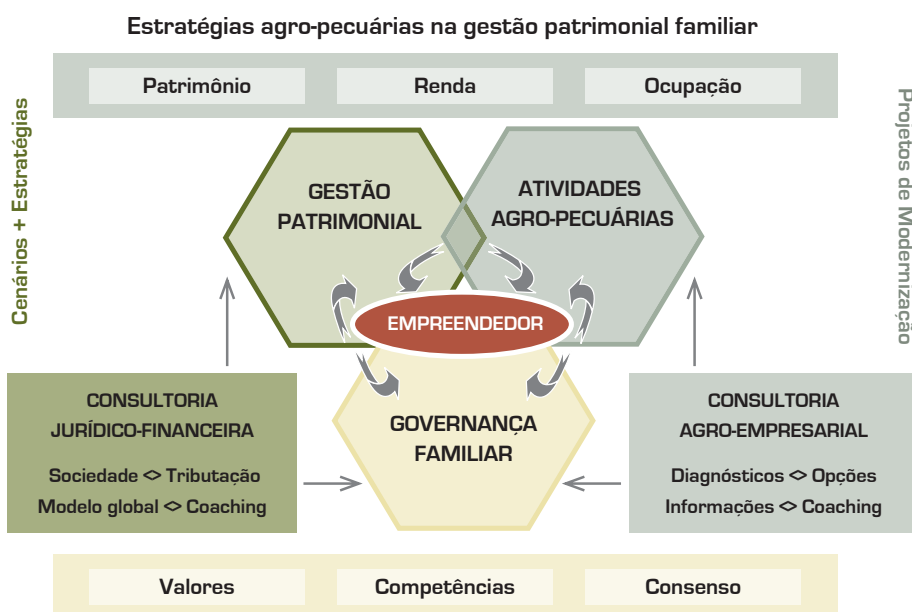 Estratégias agro-pecuárias na gestão patrimonial familiar
Patrimônio
Renda
Ocupação
Cenários + Estratégias
Projetos de Modernização
GESTÃO
PATRIMONIAL
ATIVIDADES
AGRO-PECUÁRIAS
EMPREENDEDOR
GOVERNANÇA
FAMILIAR
CONSULTORIA
JURÍDICO-FINANCEIRA
Sociedade <> Tributação
Modelo global <> Coaching
CONSULTORIA
AGRO-EMPRESARIAL
Diagnósticos <> Opções
Informações <> Coaching
Valores
Competências
Consenso